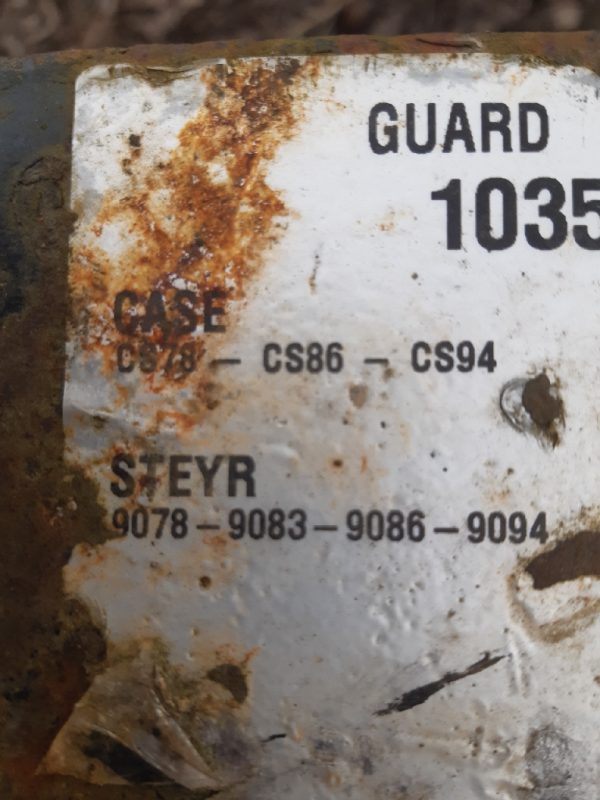 GUARD
1035
CASE
CS78 - CS86 - CS94
STEYR
9078-9083-9086-9094